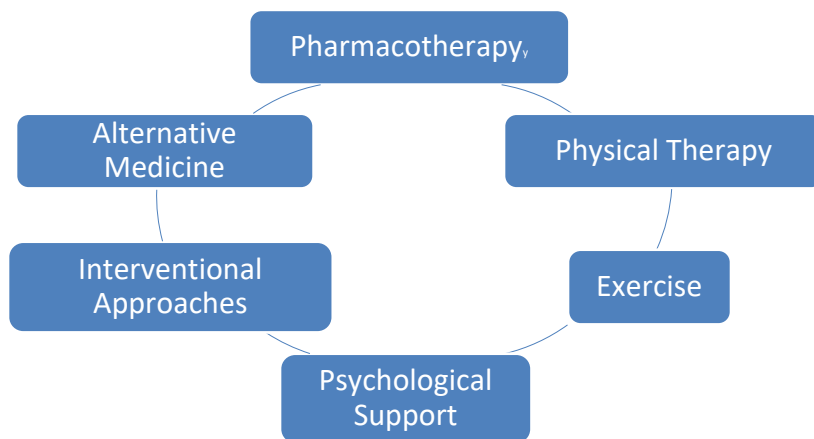 Pharmacotherapyy
Alternative
Medicine
Physical Therapy
Interventional
Approaches
Exercise
Psychological
Support